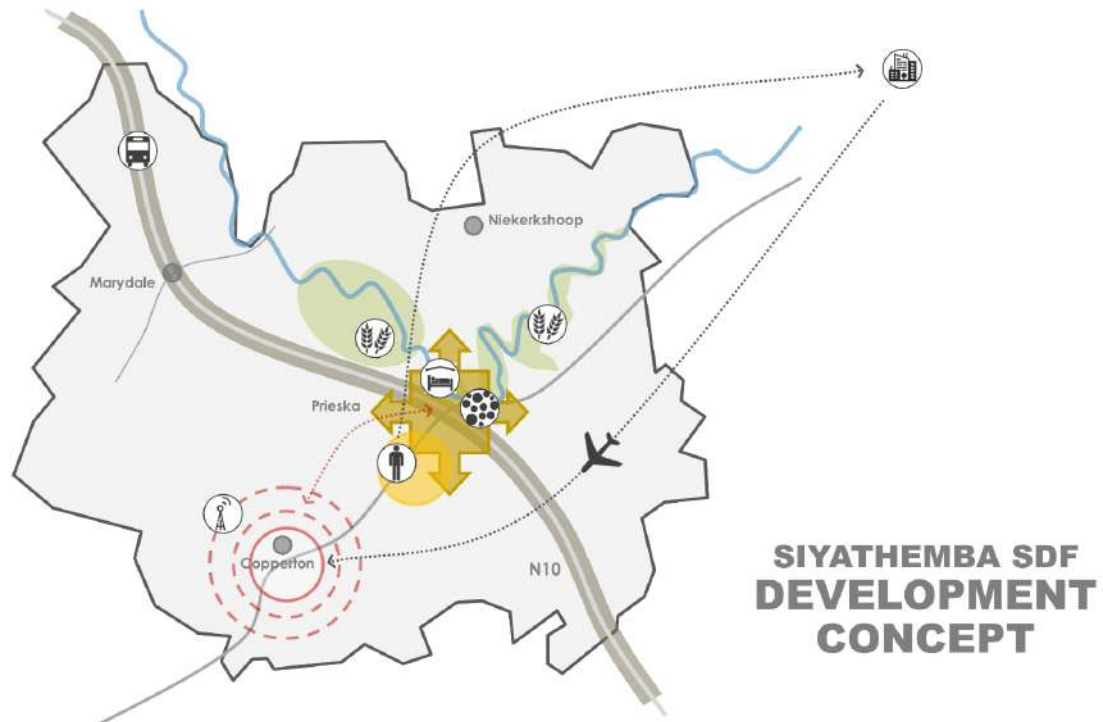 Niekerkshoop
Marydale
Prieska
Copperton
N10
SIYATHEMBA SDF
DEVELOPMENT
CONCEPT